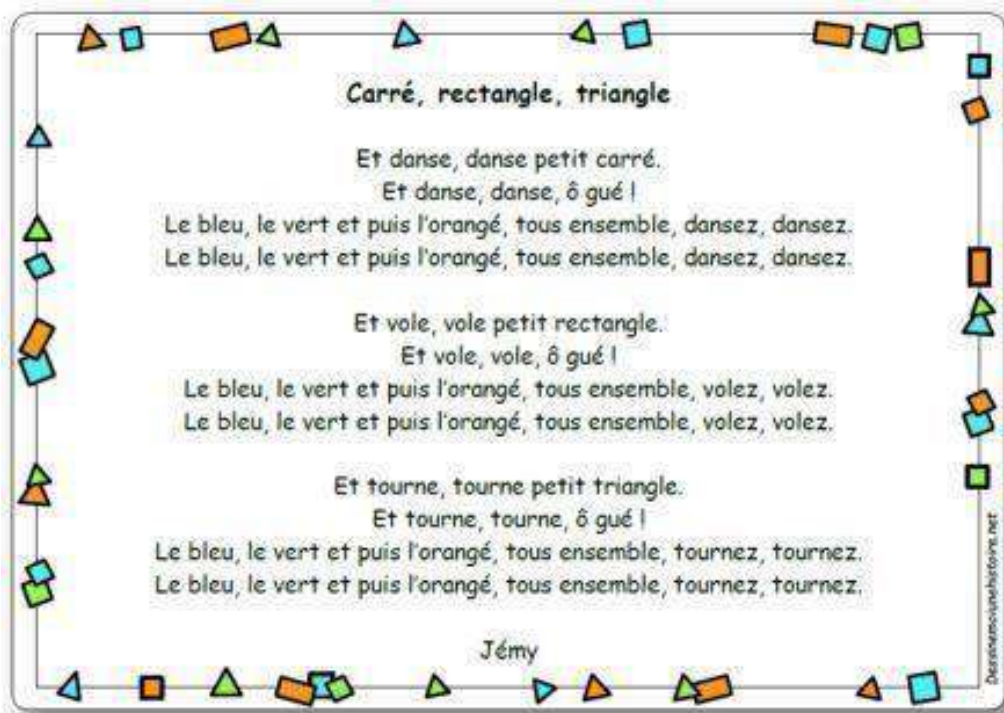 Carré, rectangle, triangle
Et danse, danse petit carré.
Et danse, danse, ô gué !
Le bleu, le vert et puis l'orangé, tous ensemble, dansez, dansez.
Le bleu, le vert et puis l'orangé, tous ensemble, dansez, dansez.
Et vole, vole petit rectangle.
Et vole, vole, ô gué !
Le bleu, le vert et puis l'orangé, tous ensemble, volez, volez.
Le bleu, le vert et puis l'orangé, tous ensemble, volez, volez.
Et tourne, tourne petit triangle.
Et tourne, tourne, ô gué !
Le bleu, le vert et puis l'orangé, tous ensemble, tournez, tournez.
Le bleu, le vert et puis l'orangé, tous ensemble, tournez, tournez.
Jémy
Dessinemoiunehistoire.net